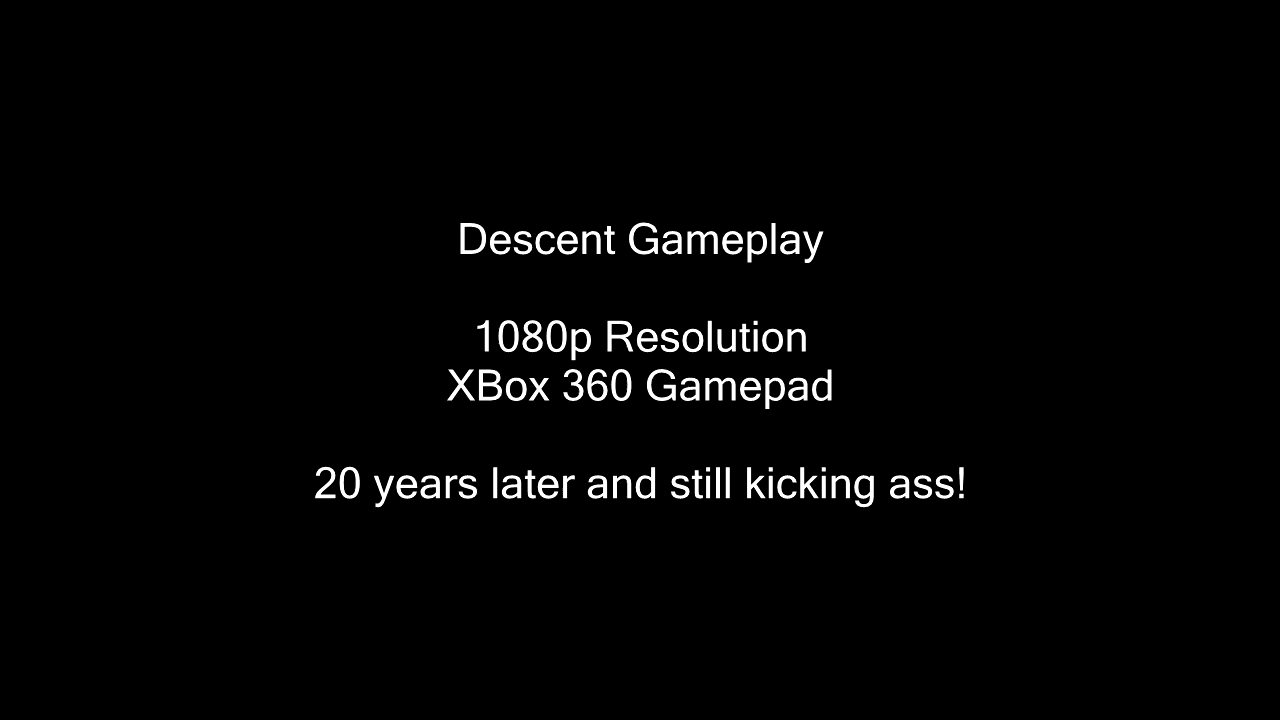 Descent Gameplay
1080p Resolution
XBox 360 Gamepad
20 years later and still kicking ass!